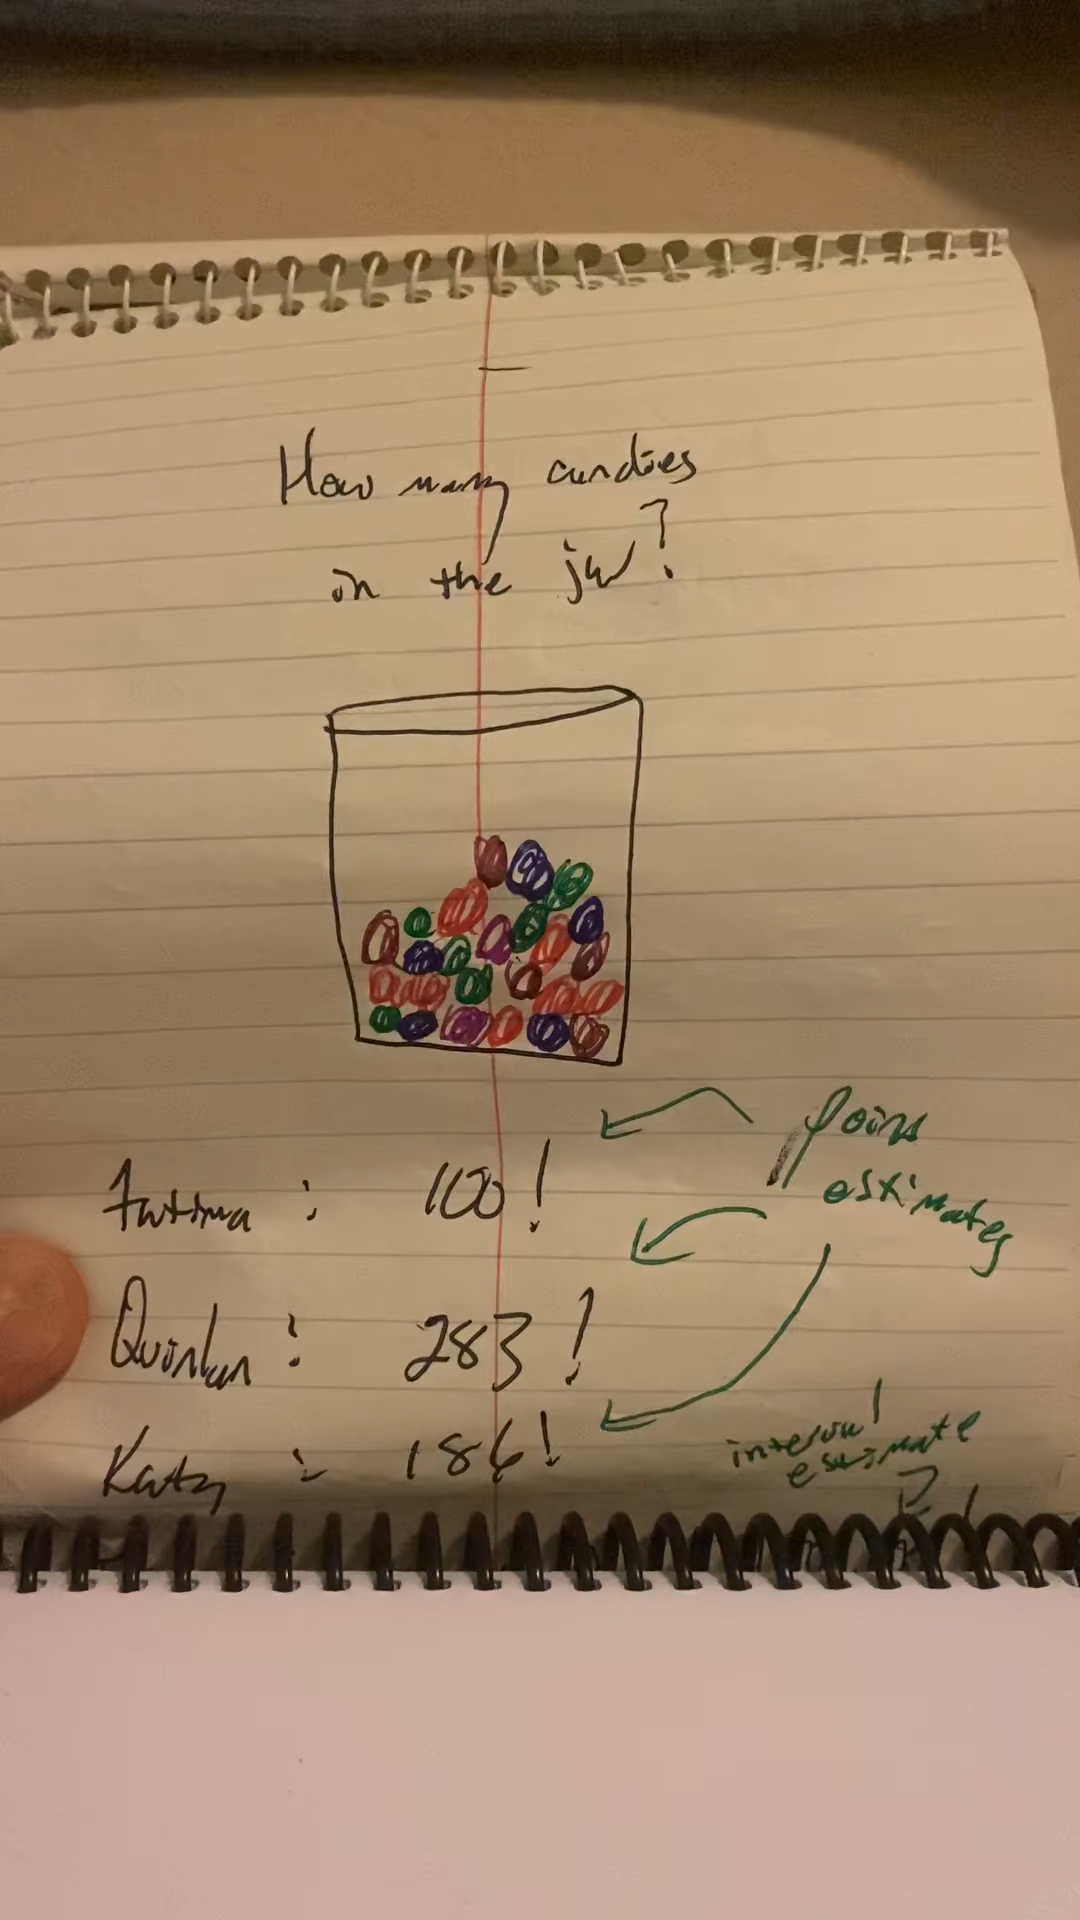 How many candies
in the jar?
Fatima : 100!
Point
estimates
Quinlan : 283!
Katy : 186!
interval
estimate